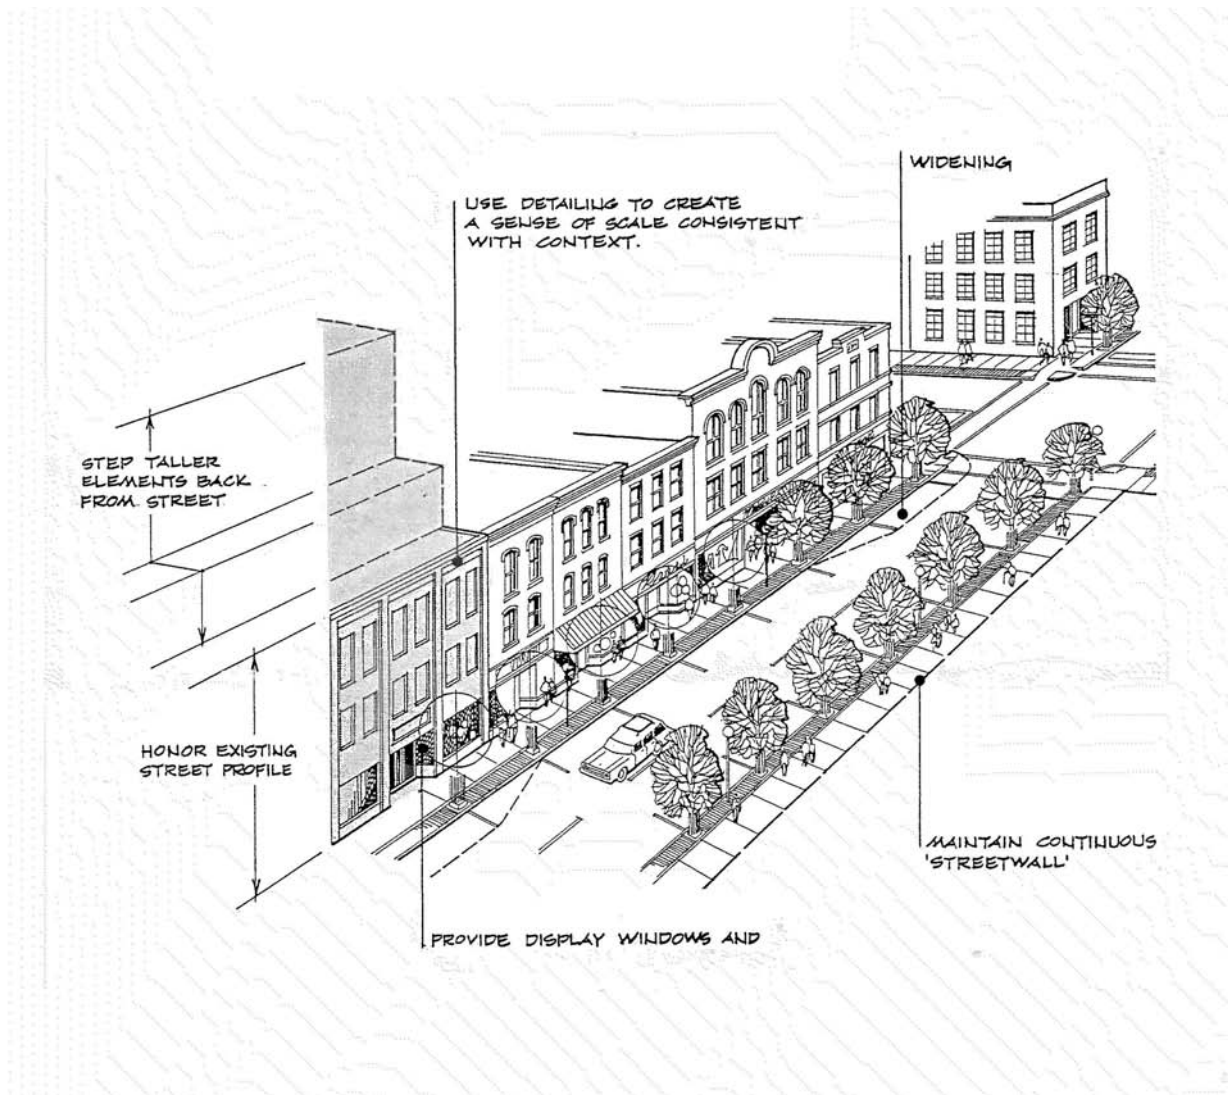 WIDENING
USE DETAILING TO CREATE
A SENSE OF SCALE CONSISTENT
WITH CONTEXT.
STEP TALLER
ELEMENTS BACK
FROM STREET
HONOR EXISTING
STREET PROFILE
MAINTAIN CONTINUOUS
'STREETWALL'
PROVIDE DISPLAY WINDOWS AND